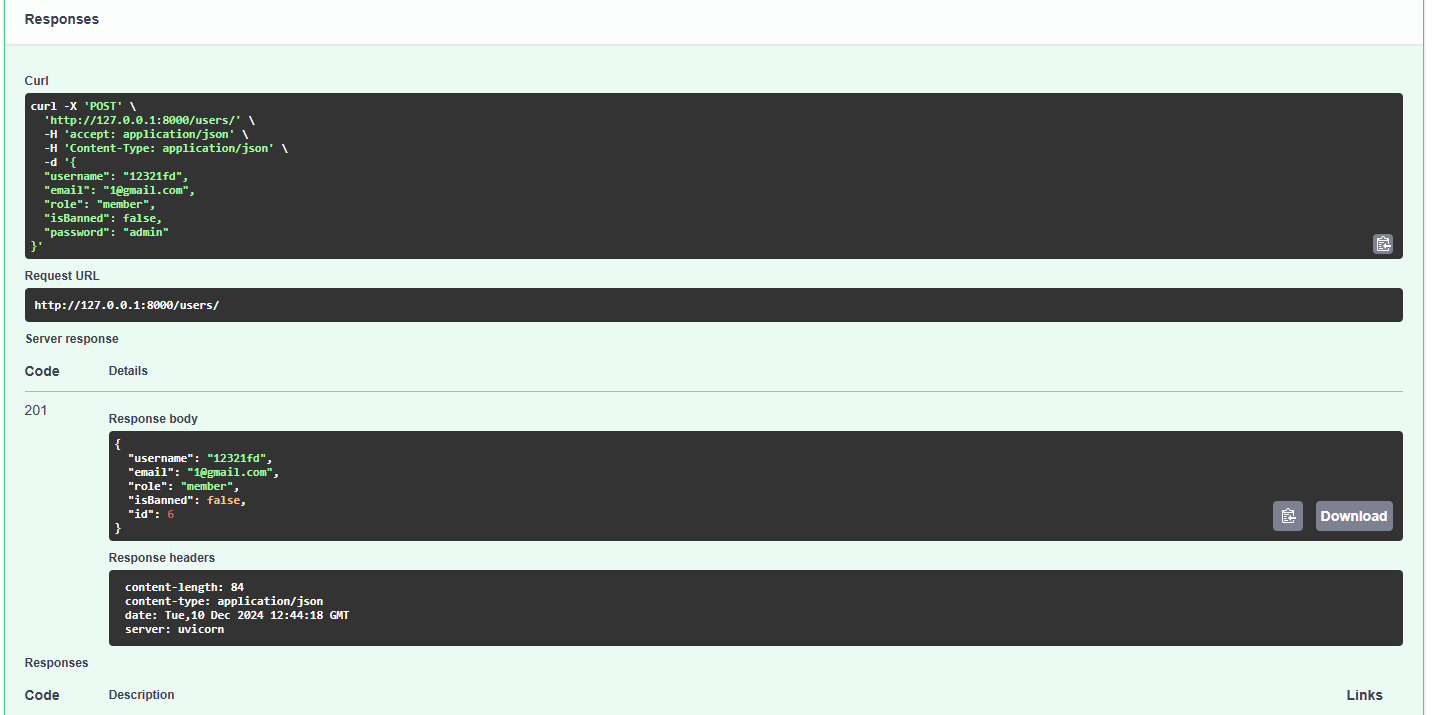 Responses
Curl
curl -X 'POST' \
  'http://127.0.0.1:8000/users/' \
  -H 'accept: application/json' \
  -H 'Content-Type: application/json' \
  -d '{
  "username": "12321fd",
  "email": "1@gmail.com",
  "role": "member",
  "isBanned": false,
  "password": "admin"
}'
Request URL
http://127.0.0.1:8000/users/
Server response
Code Details
201
Response body
{
  "username": "12321fd",
  "email": "1@gmail.com",
  "role": "member",
  "isBanned": false,
  "id": 6
}
Download
Response headers
content-length: 84
content-type: application/json
date: Tue,10 Dec 2024 12:44:18 GMT
server: uvicorn
Responses
Code Description Links